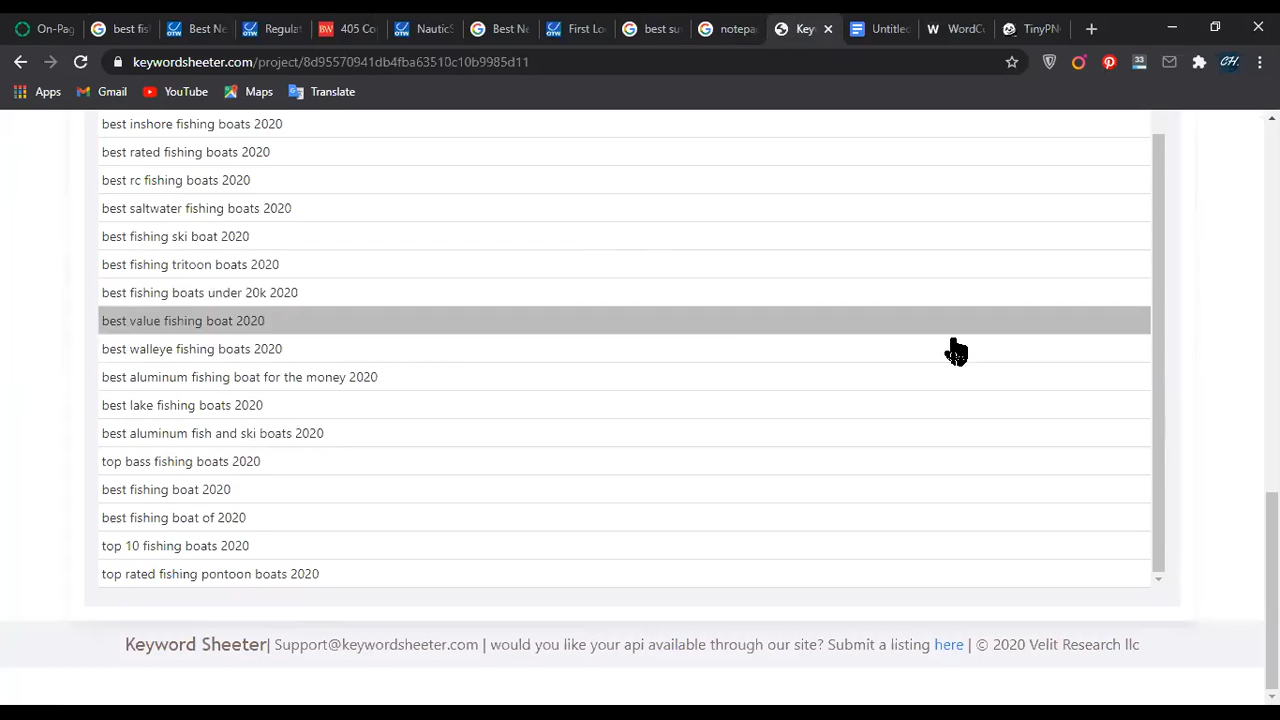 On-Pag
best fis
Best Ne
Regulat
BW 405 Co
NauticS
Best Ne
First Lo
best su
notepa
Key
Untitled
W WordCo
TinyPN
keywordsheeter.com/project/8d95570941db4fba63510c10b9985d11
33
CH
Apps Gmail YouTube Maps Translate
best inshore fishing boats 2020
best rated fishing boats 2020
best rc fishing boats 2020
best saltwater fishing boats 2020
best fishing ski boat 2020
best fishing tritoon boats 2020
best fishing boats under 20k 2020
best value fishing boat 2020
best walleye fishing boats 2020
best aluminum fishing boat for the money 2020
best lake fishing boats 2020
best aluminum fish and ski boats 2020
top bass fishing boats 2020
best fishing boat 2020
best fishing boat of 2020
top 10 fishing boats 2020
top rated fishing pontoon boats 2020
Keyword Sheeter| Support@keywordsheeter.com | would you like your api available through our site? Submit a listing here | © 2020 Velit Research llc